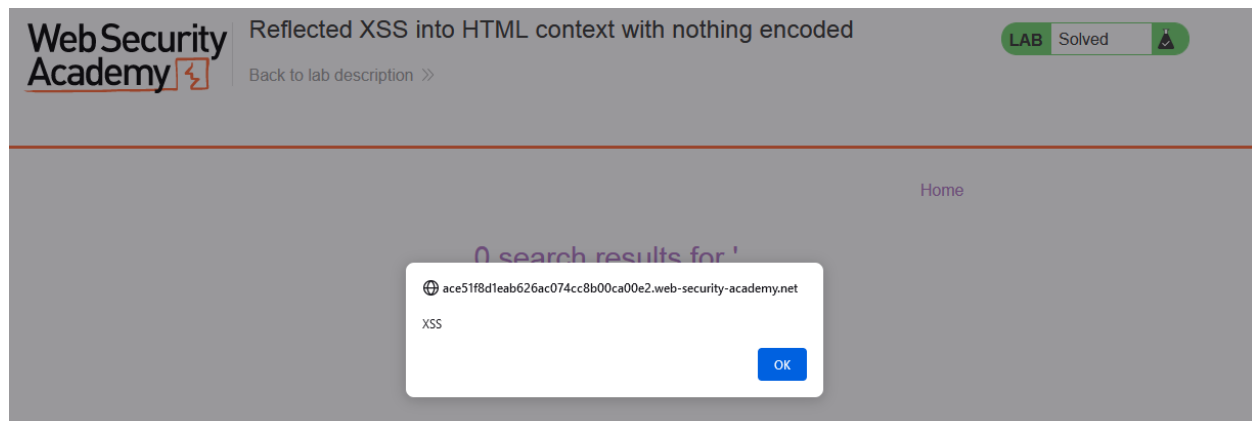 Web Security
Academy
Reflected XSS into HTML context with nothing encoded
Back to lab description »
LAB Solved
Home
0 search results for '
ace51f8d1eab626ac074cc8b00ca00e2.web-security-academy.net
XSS
OK